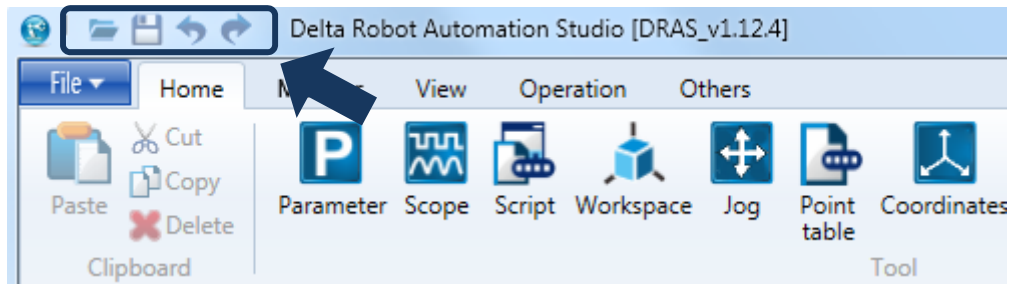 Delta Robot Automation Studio [DRAS_v1.12.4]
File Home View Operation Others
Cut
Copy
Paste
Delete
Clipboard
P
Parameter Scope Script Workspace Jog Point table Coordinates
Tool